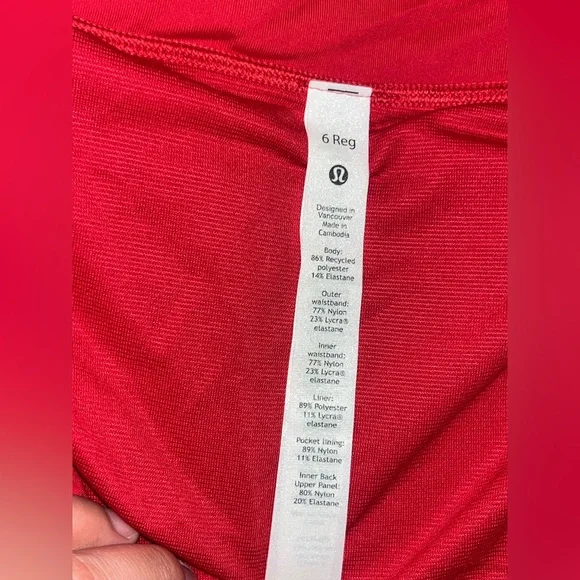 6 Reg
Designed in
Vancouver
Made in
Cambodia
Body:
86% Recycled
polyester
14% Elastane
Outer
waistband:
77% Nylon
23% Lycra®
elastane
Inner
waistband:
77% Nylon
23% Lycra®
elastane
Liner:
89% Polyester
11% Lycra®
elastane
Pocket lining:
89% Nylon
11% Elastane
Inner Back
Upper Panel:
80% Nylon
20% Elastane